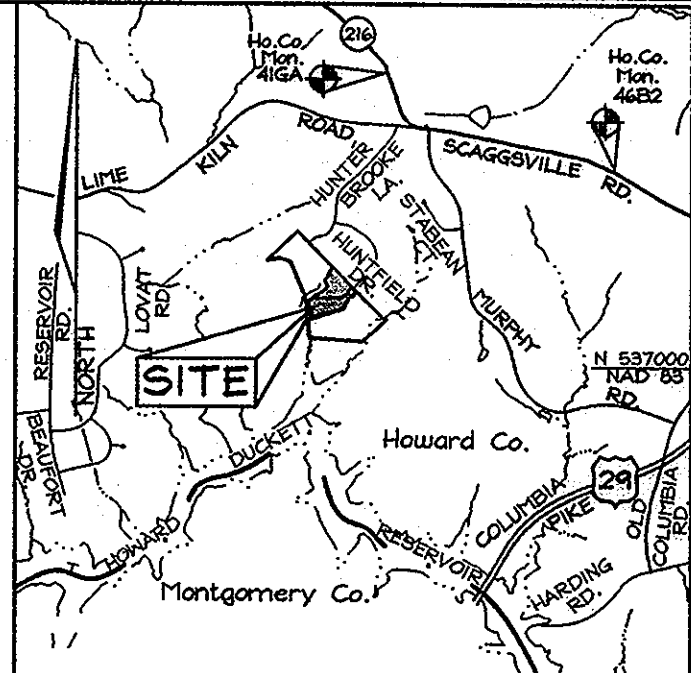 216
Ho.Co.
Mon.
41GA
Ho.Co.
Mon.
46B2
LIME KILN ROAD
SCAGGSVILLE RD.
HUNTER BROOKE LA.
STABEAN CT.
HUNTFIELD DR.
LOVAT RD.
RESERVOIR RD.
NORTH
MURPHY RD.
SITE
N 537000
NAD 83
BEAUFORT DR.
Howard Co.
HOWARD DUCKETT RESERVOIR
COLUMBIA PIKE
29
OLD COLUMBIA RD.
HARDING RD.
Montgomery Co.